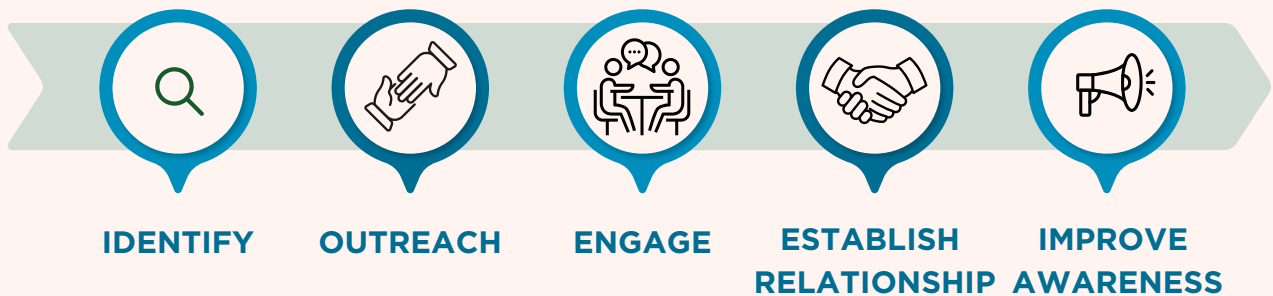 IDENTIFY
OUTREACH
ENGAGE
ESTABLISH
RELATIONSHIP
IMPROVE
AWARENESS